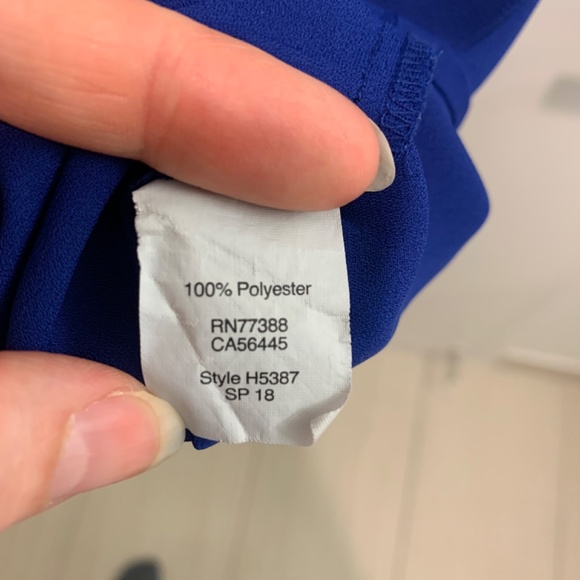 100% Polyester
RN77388
CA56445
Style H5387
SP 18